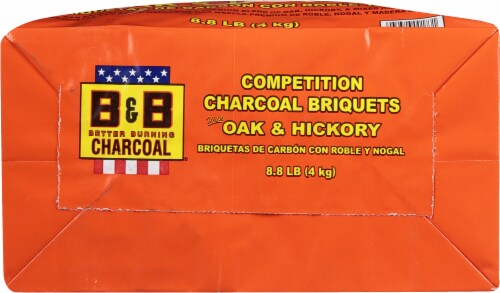 8.8 LB (4 kg)
B&B
BETTER BURNING
CHARCOAL
COMPETITION
CHARCOAL BRIQUETS
With OAK & HICKORY
BRIQUETAS DE CARBÓN CON ROBLE Y NOGAL
8.8 LB (4 kg)